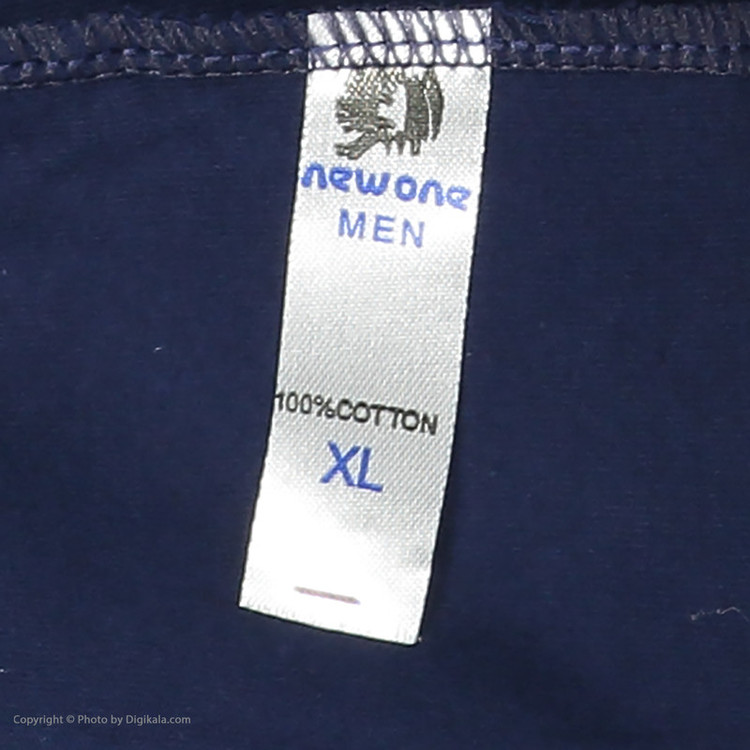 newone
MEN
100%COTTON
XL
Copyright © Photo by Digikala.com